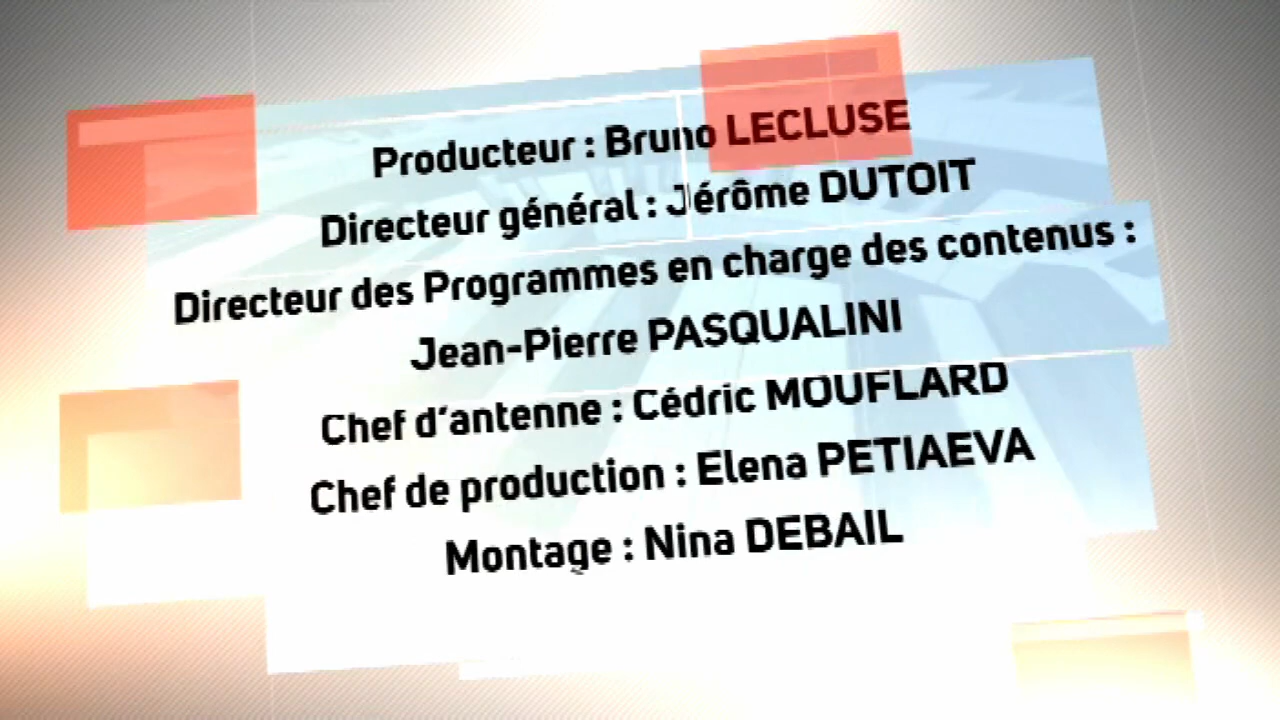 Producteur : Bruno LECLUSE
Directeur général : Jérôme DUTOIT
Directeur des Programmes en charge des contenus :
Jean-Pierre PASQUALINI
Chef d'antenne : Cédric MOUFLARD
Chef de production : Elena PETIAEVA
Montage : Nina DEBAIL